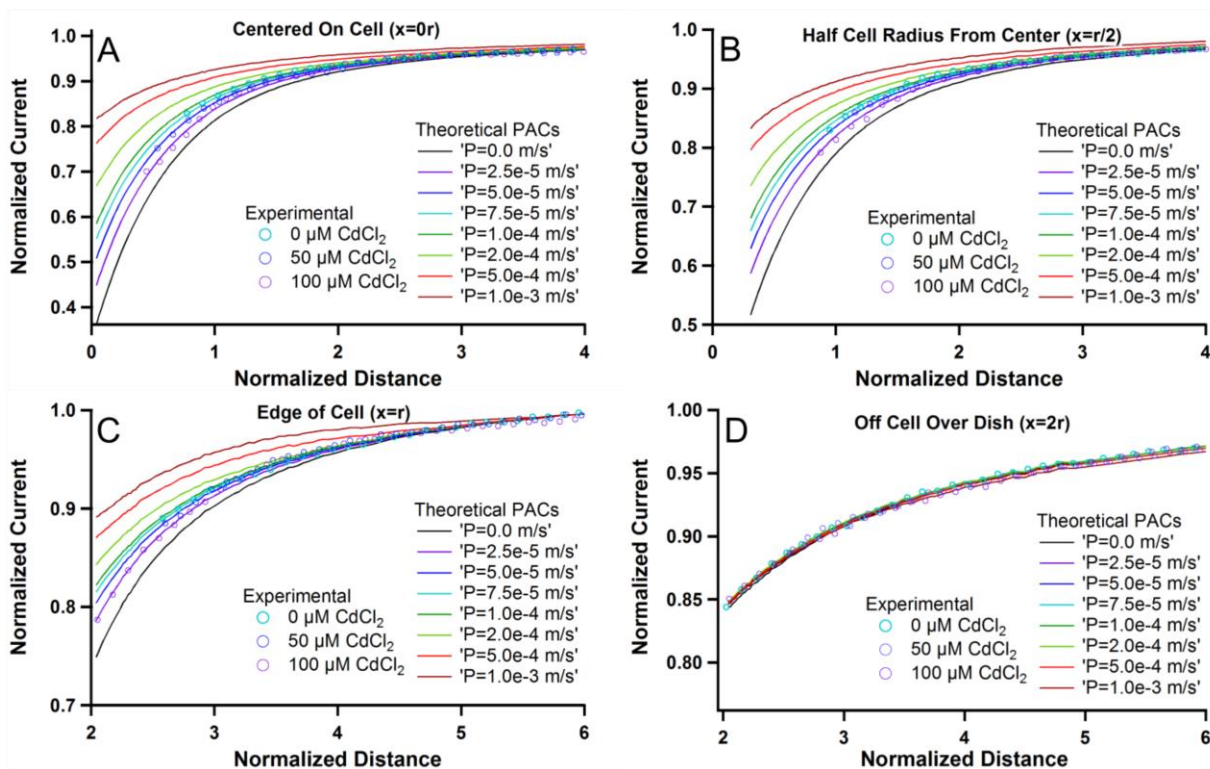 A
Centered On Cell (x=0r)
Normalized Current
1.0
0.9
0.8
0.7
0.6
0.5
0.4
Experimental
0 µM CdCl2
50 µM CdCl2
100 µM CdCl2
Theoretical PACs
'P=0.0 m/s'
'P=2.5e-5 m/s'
'P=5.0e-5 m/s'
'P=7.5e-5 m/s'
'P=1.0e-4 m/s'
'P=2.0e-4 m/s'
'P=5.0e-4 m/s'
'P=1.0e-3 m/s'
0 1 2 3 4
Normalized Distance
B
Half Cell Radius From Center (x=r/2)
Normalized Current
1.0
0.9
0.8
0.7
0.6
0.5
Experimental
0 µM CdCl2
50 µM CdCl2
100 µM CdCl2
Theoretical PACs
'P=0.0 m/s'
'P=2.5e-5 m/s'
'P=5.0e-5 m/s'
'P=7.5e-5 m/s'
'P=1.0e-4 m/s'
'P=2.0e-4 m/s'
'P=5.0e-4 m/s'
'P=1.0e-3 m/s'
0 1 2 3 4
Normalized Distance
C
Edge of Cell (x=r)
Normalized Current
1.0
0.9
0.8
0.7
Experimental
0 µM CdCl2
50 µM CdCl2
100 µM CdCl2
Theoretical PACs
'P=0.0 m/s'
'P=2.5e-5 m/s'
'P=5.0e-5 m/s'
'P=7.5e-5 m/s'
'P=1.0e-4 m/s'
'P=2.0e-4 m/s'
'P=5.0e-4 m/s'
'P=1.0e-3 m/s'
2 3 4 5 6
Normalized Distance
D
Off Cell Over Dish (x=2r)
Normalized Current
1.00
0.95
0.90
0.85
0.80
Experimental
0 µM CdCl2
50 µM CdCl2
100 µM CdCl2
Theoretical PACs
'P=0.0 m/s'
'P=2.5e-5 m/s'
'P=5.0e-5 m/s'
'P=7.5e-5 m/s'
'P=1.0e-4 m/s'
'P=2.0e-4 m/s'
'P=5.0e-4 m/s'
'P=1.0e-3 m/s'
2 3 4 5 6
Normalized Distance